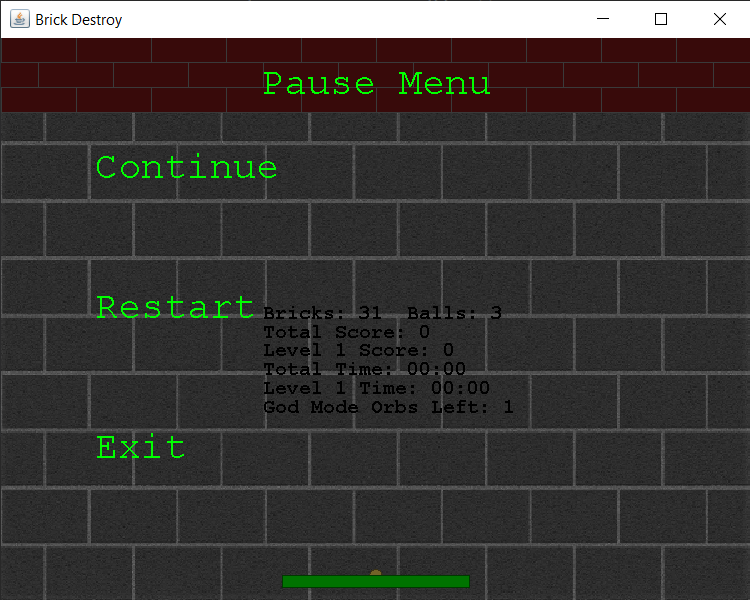 Brick Destroy
Pause Menu
Continue
Restart
Bricks: 31 Balls: 3
Total Score: 0
Level 1 Score: 0
Total Time: 00:00
Level 1 Time: 00:00
God Mode Orbs Left: 1
Exit